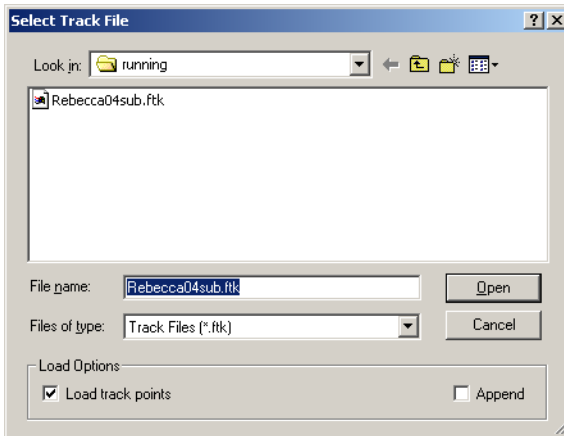 Select Track File
Look in: running
Rebecca04sub.ftk
File name: Rebecca04sub.ftk Open
Files of type: Track Files (*.ftk) Cancel
Load Options
Load track points Append